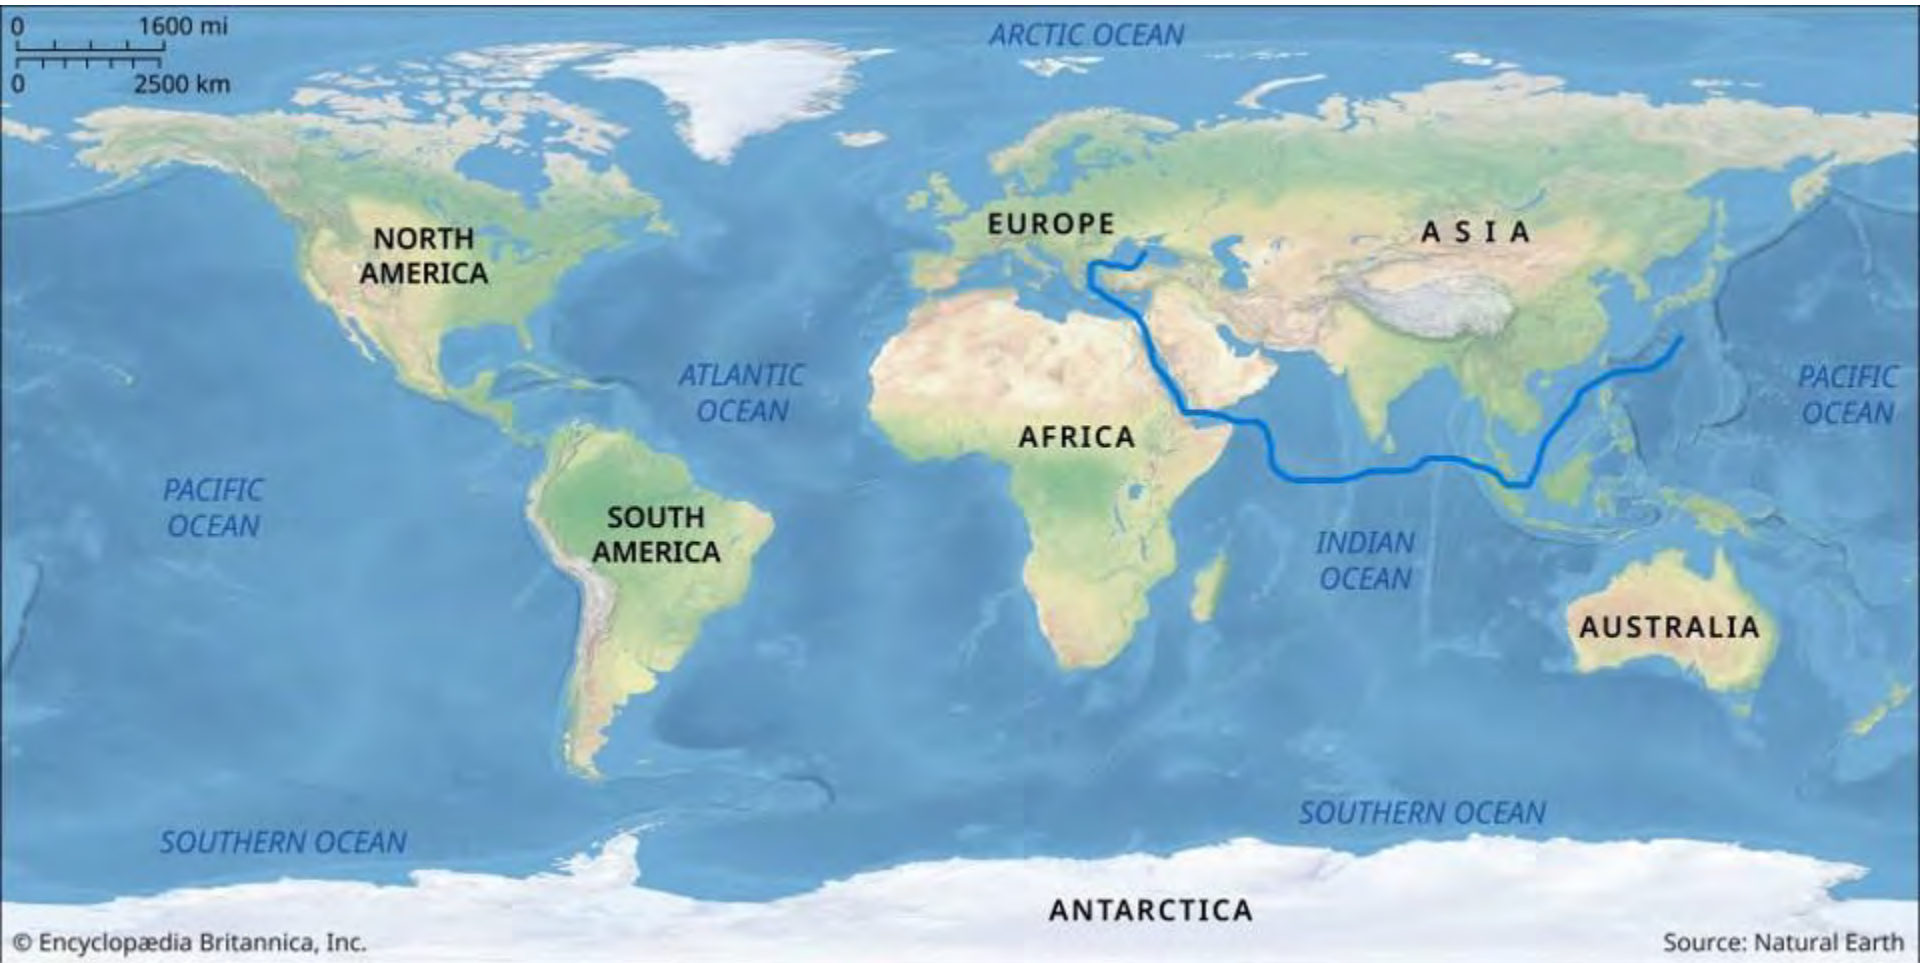 0 1600 mi
0 2500 km
ARCTIC OCEAN
NORTH
AMERICA
EUROPE
ASIA
ATLANTIC
OCEAN
PACIFIC
OCEAN
AFRICA
PACIFIC
OCEAN
SOUTH
AMERICA
INDIAN
OCEAN
AUSTRALIA
SOUTHERN OCEAN
SOUTHERN OCEAN
ANTARCTICA
© Encyclopædia Britannica, Inc.
Source: Natural Earth